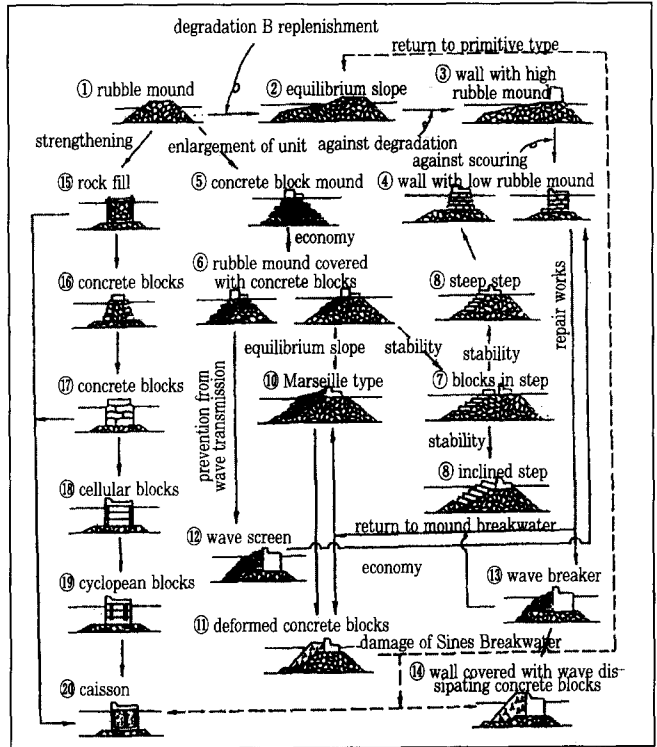 degradation B replenishment
return to primitive type
① rubble mound
② equilibrium slope
③ wall with high
rubble mound
strengthening
enlargement of unit
against degradation
against scouring
⑮ rock fill
⑤ concrete block mound
④ wall with low rubble mound
economy
⑥ rubble mound covered
with concrete blocks
⑯ concrete blocks
⑧ steep step
equilibrium slope
stability
stability
repair works
⑰ concrete blocks
⑩ Marseille type
⑦ blocks in step
prevention from
wave transmission
stability
⑱ cellular blocks
⑧ inclined step
return to mound breakwater
⑫ wave screen
economy
⑲ cyclopean blocks
⑬ wave breaker
⑪ deformed concrete blocks
damage of Sines Breakwater
⑭ wall covered with wave dis-
sipating concrete blocks
⑳ caisson